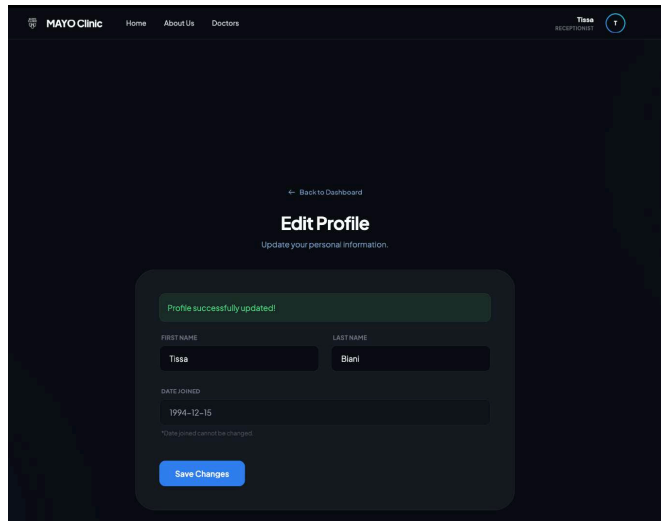 MAYO Clinic Home About Us Doctors Tissa T
RECEPTIONIST
← Back to Dashboard
Edit Profile
Update your personal information.
Profile successfully updated!
FIRST NAME LAST NAME
Tissa Biani
DATE JOINED
1994-12-15
*Date joined cannot be changed.
Save Changes